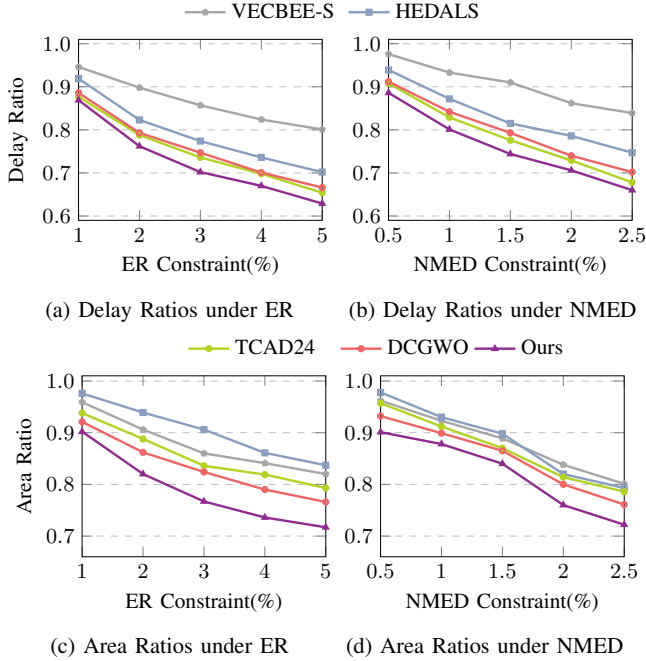 VECBEE-S HEDALS
1.0 1.0
0.9 0.9
0.8 0.8
0.7 0.7
0.6 0.6
Delay Ratio
1 2 3 4 5 0.5 1 1.5 2 2.5
ER Constraint(%) NMED Constraint(%)
(a) Delay Ratios under ER (b) Delay Ratios under NMED
TCAD24 DCGWO Ours
1.0 1.0
0.9 0.9
0.8 0.8
0.7 0.7
Area Ratio
1 2 3 4 5 0.5 1 1.5 2 2.5
ER Constraint(%) NMED Constraint(%)
(c) Area Ratios under ER (d) Area Ratios under NMED